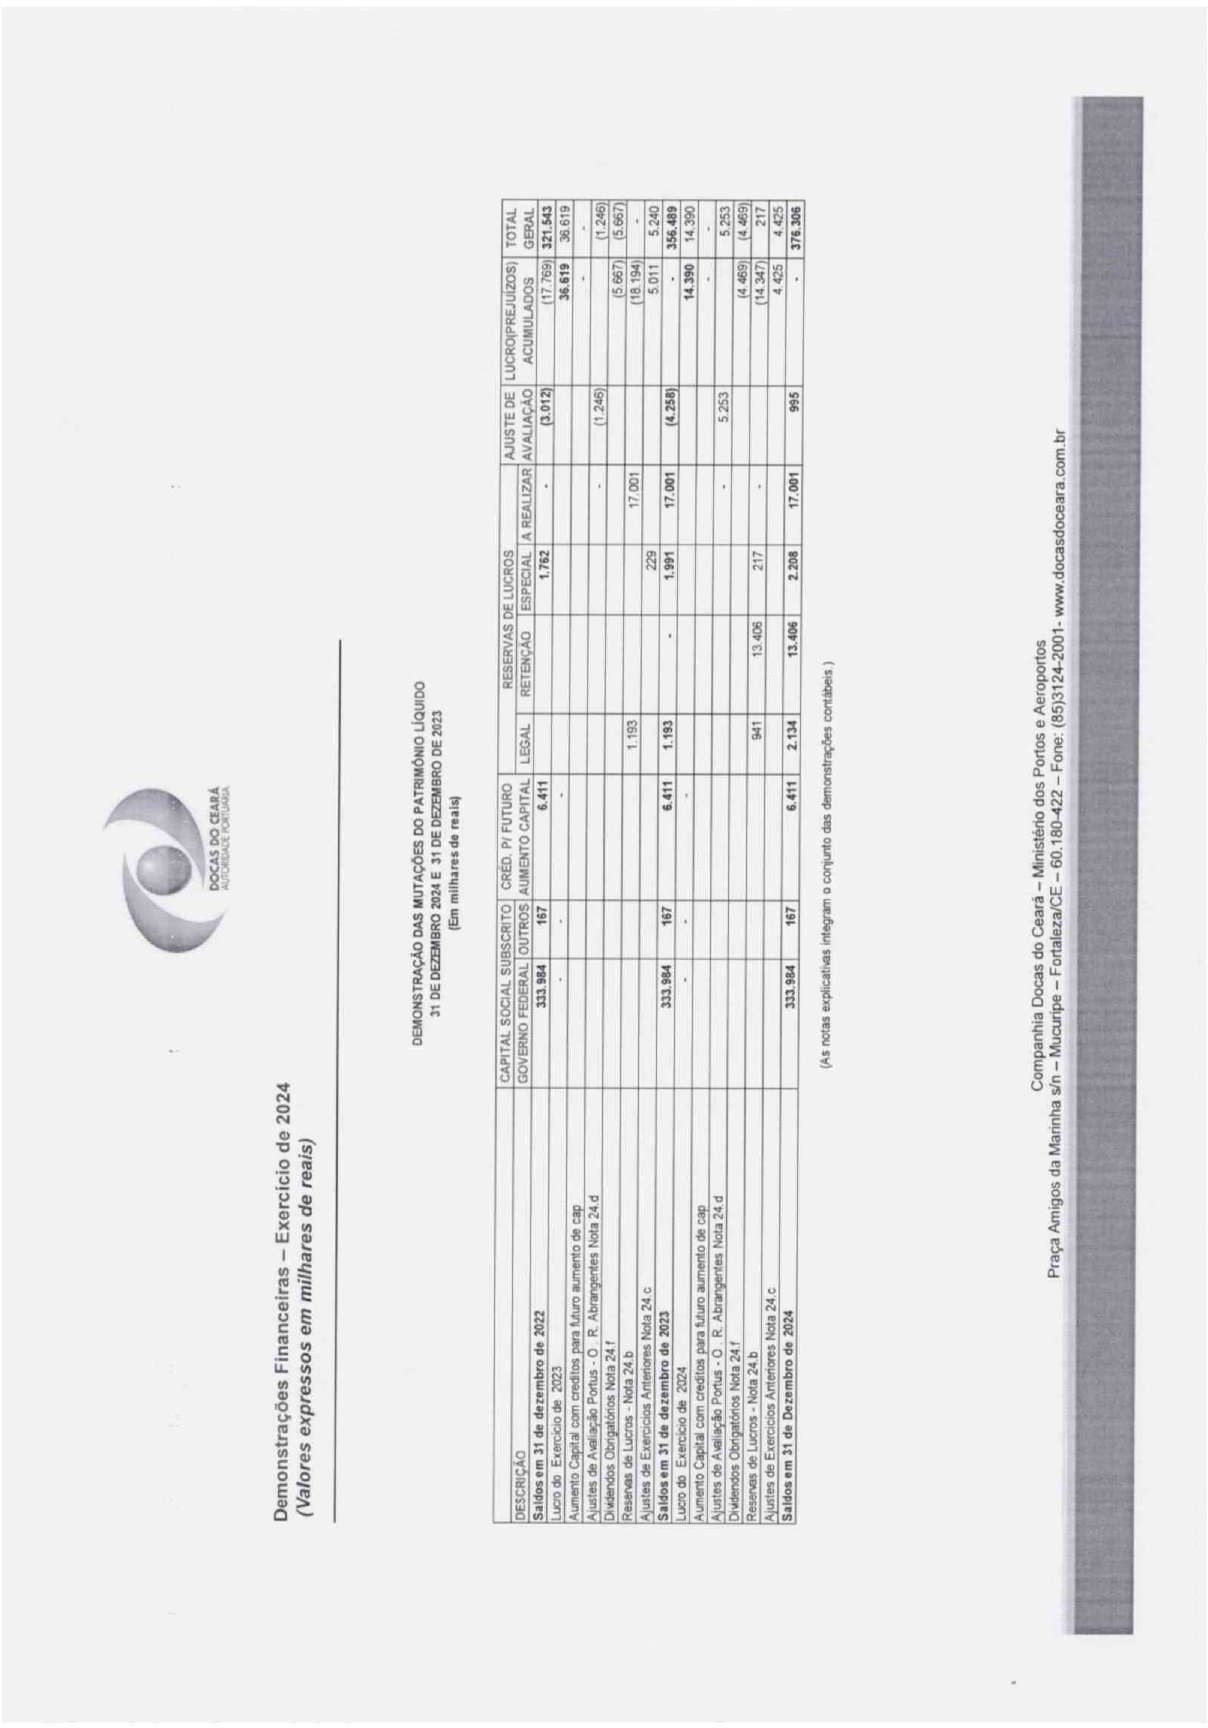 DOCAS DO CEARÁ
AUTORIDADE PORTUÁRIA
Demonstrações Financeiras – Exercício de 2024
(Valores expressos em milhares de reais)
DEMONSTRAÇÃO DAS MUTAÇÕES DO PATRIMÔNIO LÍQUIDO
31 DE DEZEMBRO 2024 E 31 DE DEZEMBRO DE 2023
(Em milhares de reais)
CAPITAL SOCIAL SUBSCRITO CRÉD. P/ FUTURO RESERVAS DE LUCROS AJUSTE DE LUCRO(PREJUÍZOS) TOTAL
DESCRIÇÃO GOVERNO FEDERAL OUTROS AUMENTO CAPITAL LEGAL RETENÇÃO ESPECIAL A REALIZAR AVALIAÇÃO ACUMULADOS GERAL
Saldos em 31 de dezembro de 2022 333.984 167 6.411 1.762 - (3.012) (17.769) 321.543
Lucro do Exercício de 2023 36.619 36.619
Aumento Capital com creditos para futuro aumento de cap - - - - -
Ajustes de Avaliação Portus - O . R. Abrangentes Nota 24.d - (1.246) (1.246)
Dividendos Obrigatórios Nota 24.f (5.667) (5.667)
Reservas de Lucros - Nota 24.b 1.193 17.001 (18.194) -
Ajustes de Exercicios Anteriores Nota 24.c 229 5.011 5.240
Saldos em 31 de dezembro de 2023 333.984 167 6.411 1.193 - 1.991 17.001 (4.258) - 356.489
Lucro do Exercício de 2024 - - - 14.390 14.390
Aumento Capital com creditos para futuro aumento de cap - -
Ajustes de Avaliação Portus - O . R. Abrangentes Nota 24.d - 5.253 5.253
Dividendos Obrigatórios Nota 24.f (4.469) (4.469)
Reservas de Lucros - Nota 24.b 941 13.406 217 - (14.347) 217
Ajustes de Exercicios Anteriores Nota 24.c 4.425 4.425
Saldos em 31 de Dezembro de 2024 333.984 167 6.411 2.134 13.406 2.208 17.001 995 - 376.306
(As notas explicativas integram o conjunto das demonstrações contábeis.)
Companhia Docas do Ceará – Ministério dos Portos e Aeroportos
Praça Amigos da Marinha s/n – Mucuripe – Fortaleza/CE – 60.180-422 – Fone: (85)3124-2001- www.docasdoceara.com.br